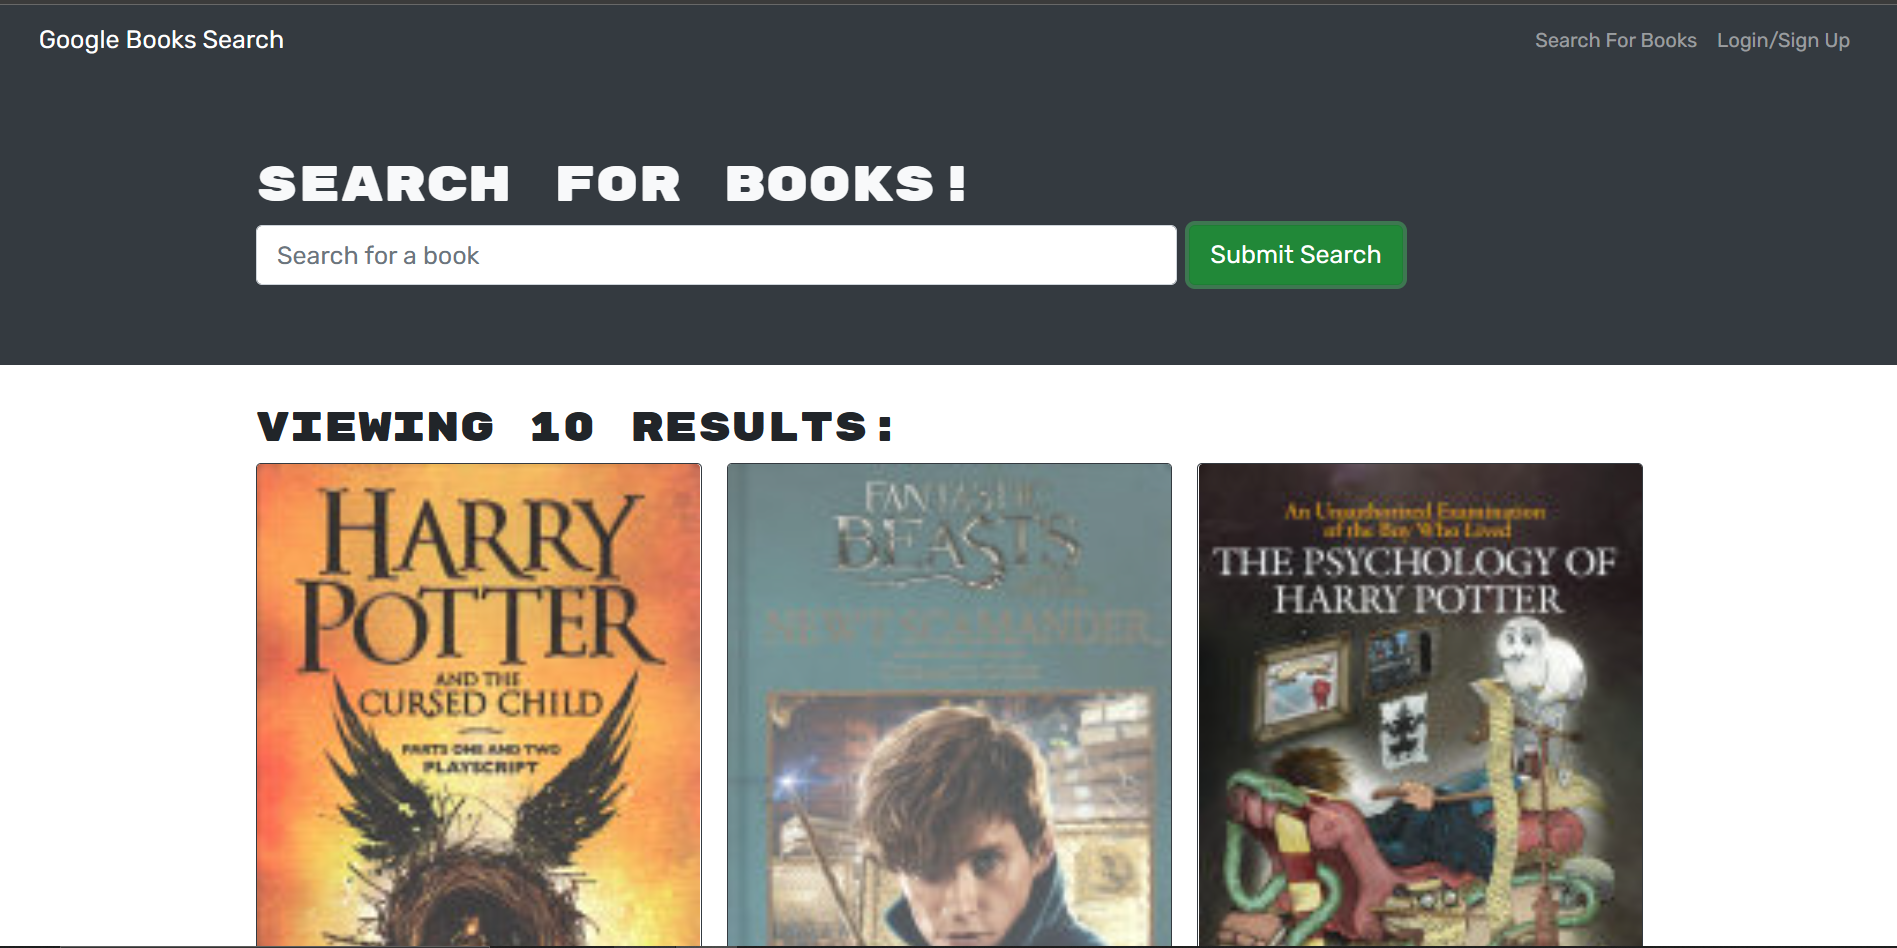 Google Books Search
Search For Books
Login/Sign Up
SEARCH FOR BOOKS!
Search for a book
Submit Search
VIEWING 10 RESULTS:
HARRY
POTTER
AND THE
CURSED CHILD
PARTS ONE AND TWO
PLAYSCRIPT
FANTASTIC
BEASTS
NEWT SCAMANDER
An Unauthorized Examination
of the Boy Who Lived
THE PSYCHOLOGY OF
HARRY POTTER